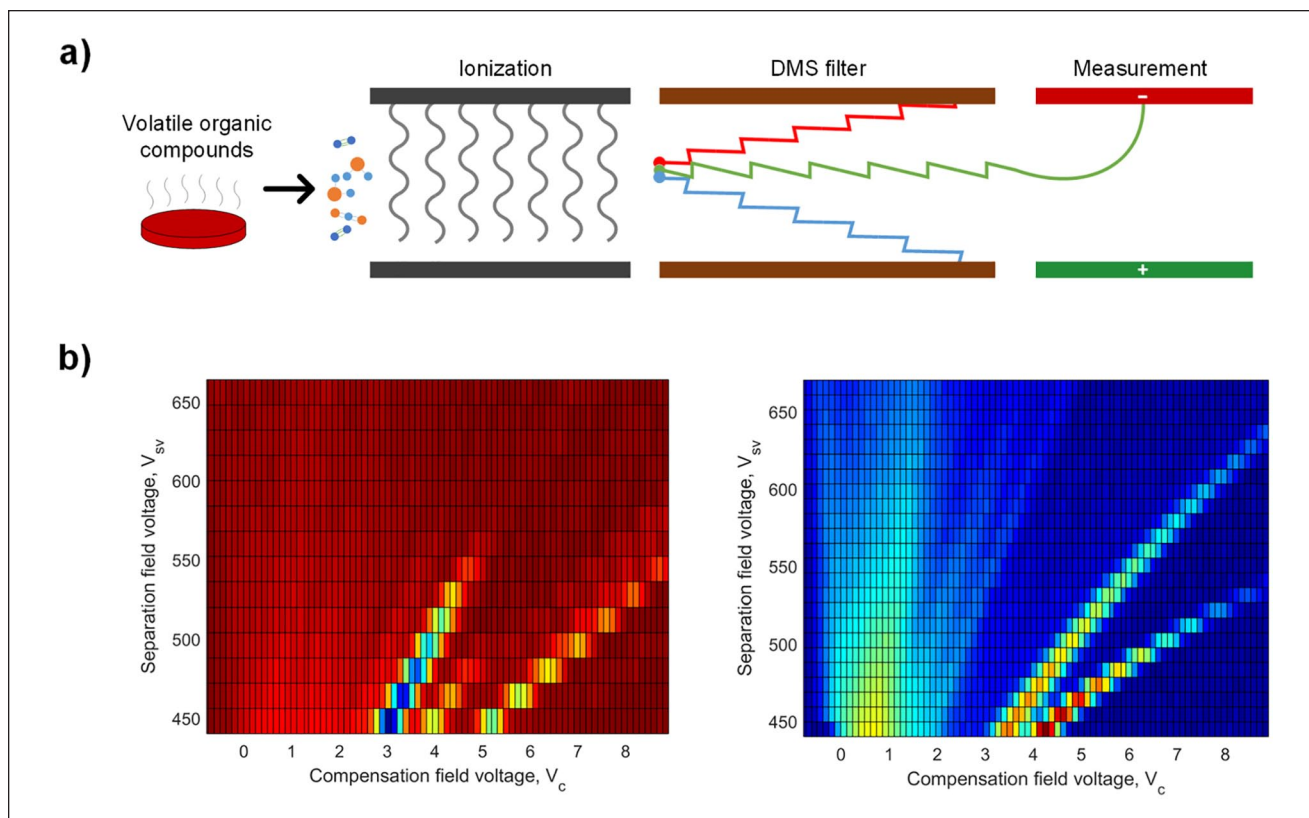 a)
Ionization
DMS filter
Measurement
Volatile organic
compounds
−
+
b)
650
600
550
500
450
Separation field voltage, Vsv
0 1 2 3 4 5 6 7 8
Compensation field voltage, Vc
650
600
550
500
450
Separation field voltage, Vsv
0 1 2 3 4 5 6 7 8
Compensation field voltage, Vc